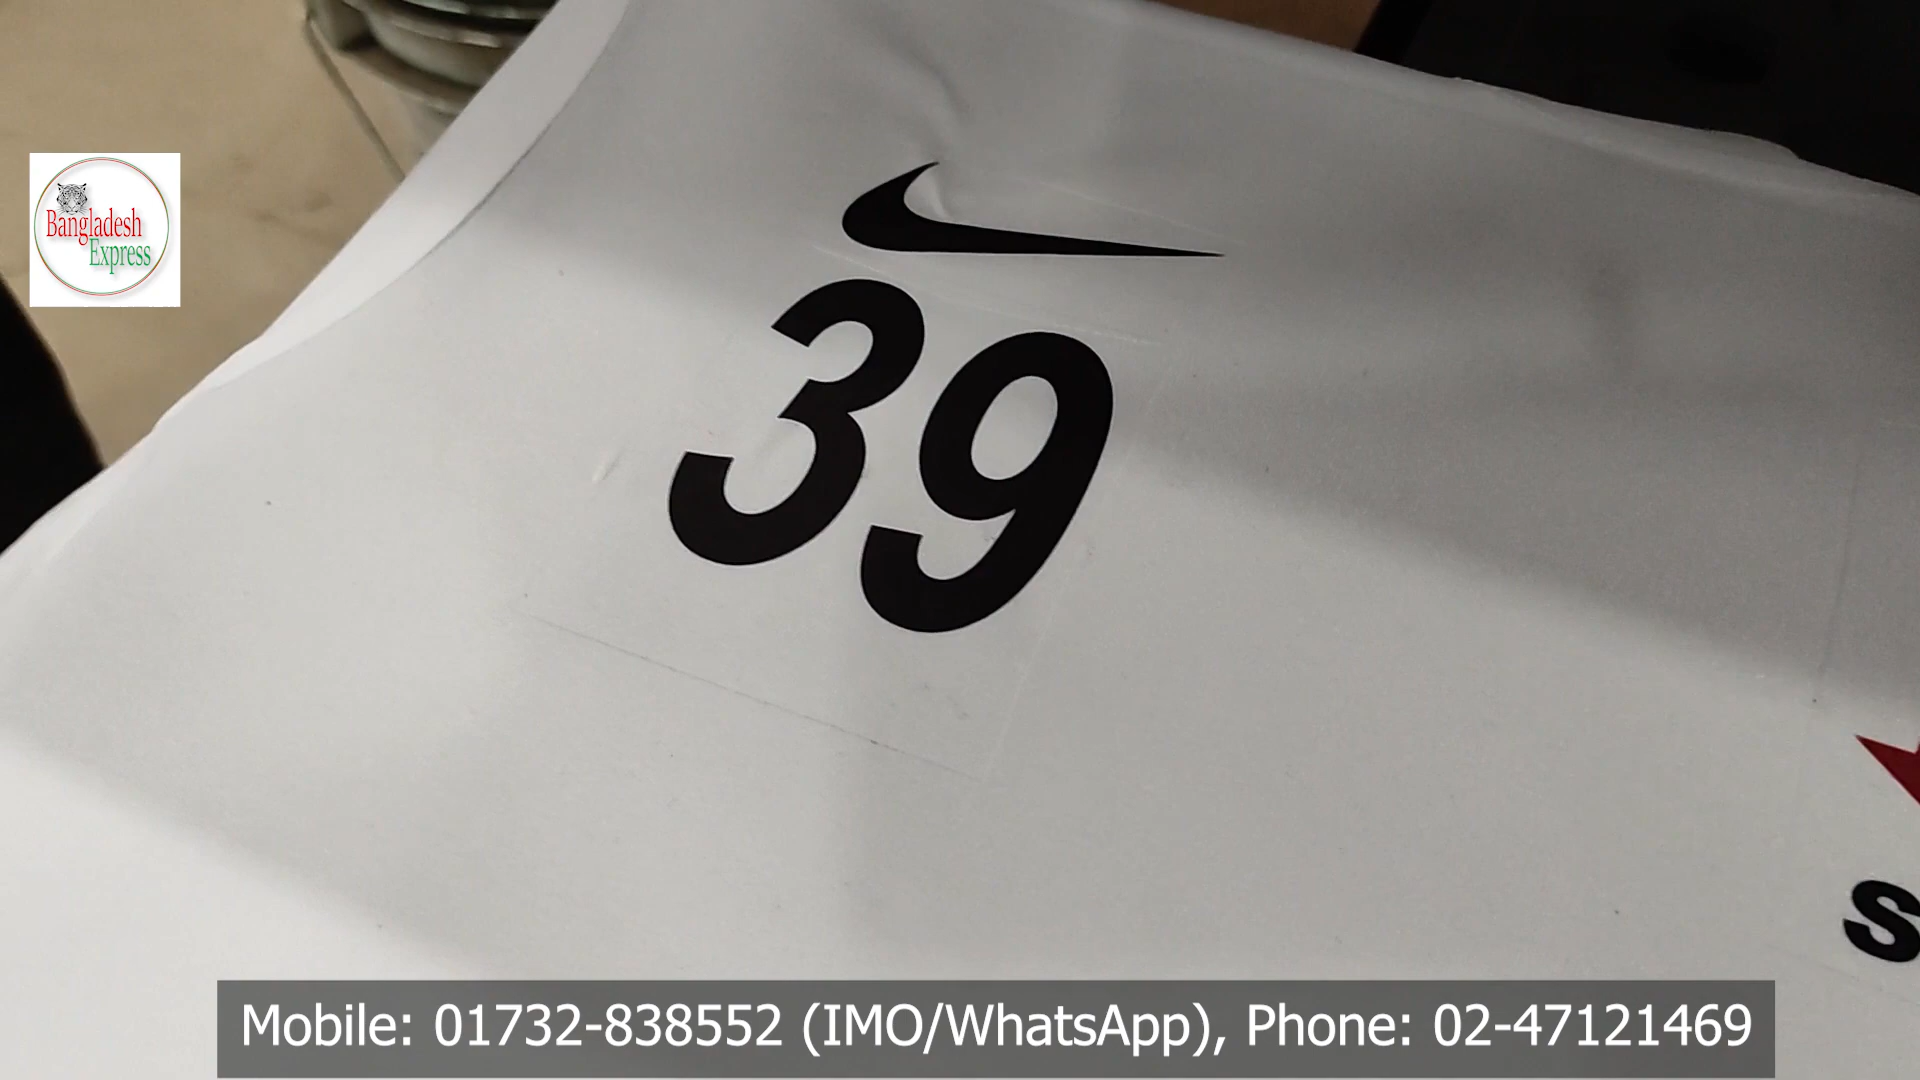 Bangladesh
Express
39
S
Mobile: 01732-838552 (IMO/WhatsApp), Phone: 02-47121469